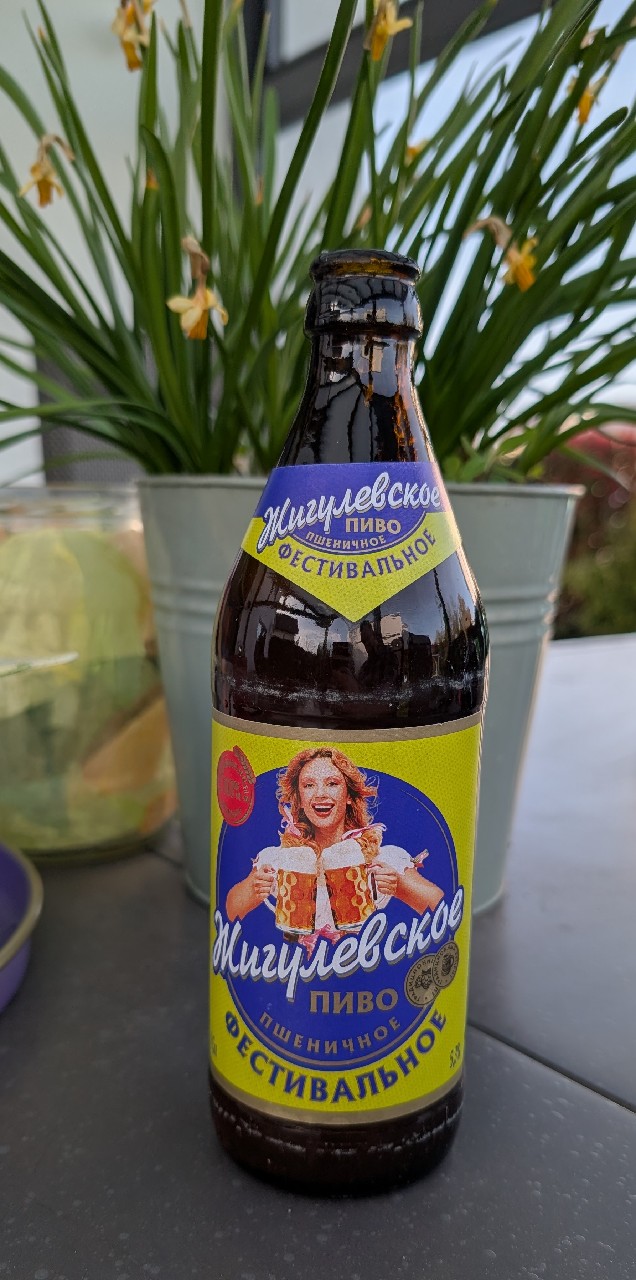 Жигулевское
ПИВО
ПШЕНИЧНОЕ
ФЕСТИВАЛЬНОЕ
Жигулевское
ПИВО
ПШЕНИЧНОЕ
ФЕСТИВАЛЬНОЕ